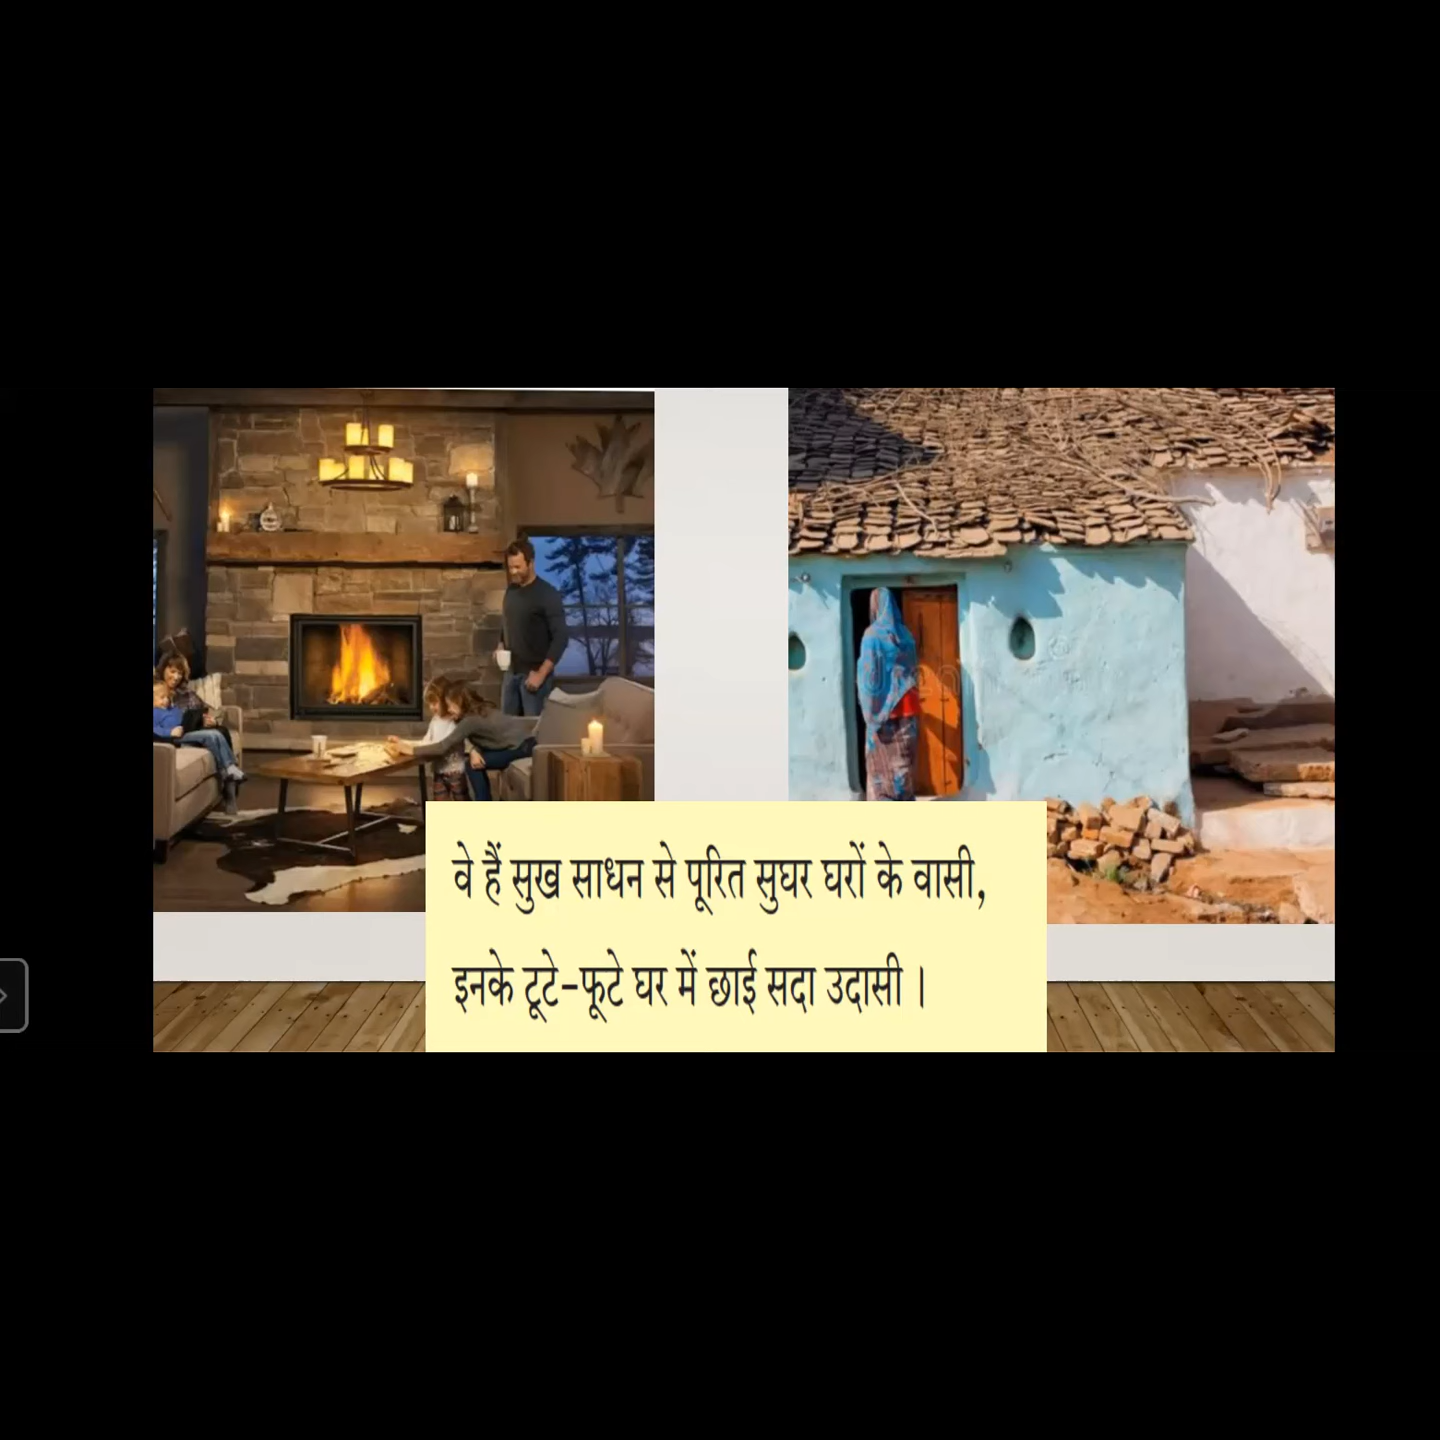 वे हैं सुख साधन से पूरित सुघर घरों के वासी,
इनके टूटे-फूटे घर में छाई सदा उदासी।